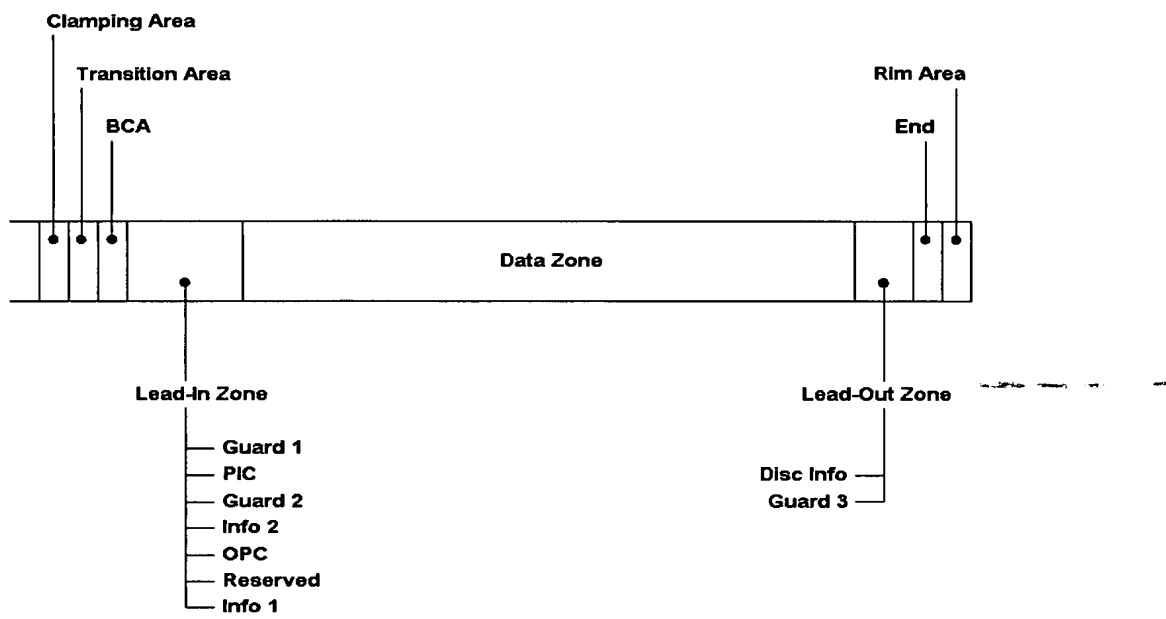 Clamping Area
Transition Area
Rim Area
BCA
End
Data Zone
Lead-In Zone
Guard 1
PIC
Guard 2
Info 2
OPC
Reserved
Info 1
Lead-Out Zone
Disc Info
Guard 3